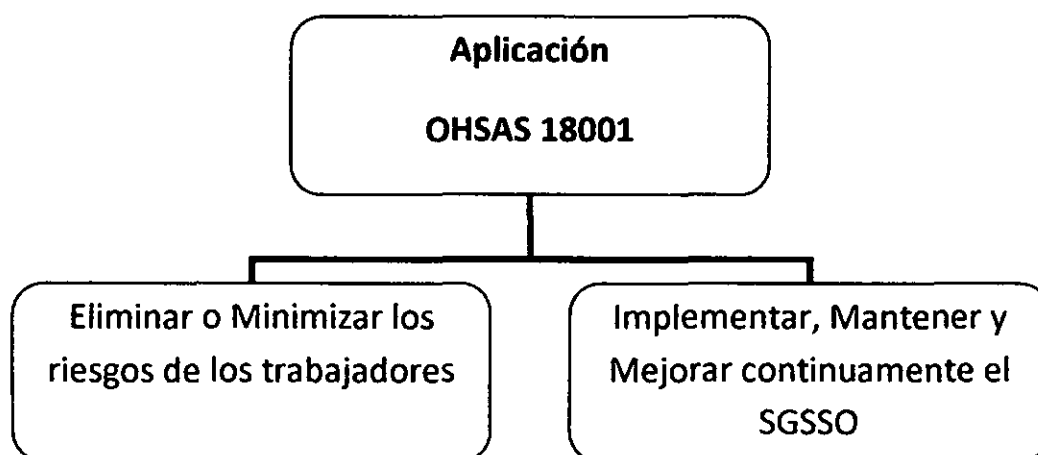 Aplicación
OHSAS 18001
Eliminar o Minimizar los
riesgos de los trabajadores
Implementar, Mantener y
Mejorar continuamente el
SGSSO